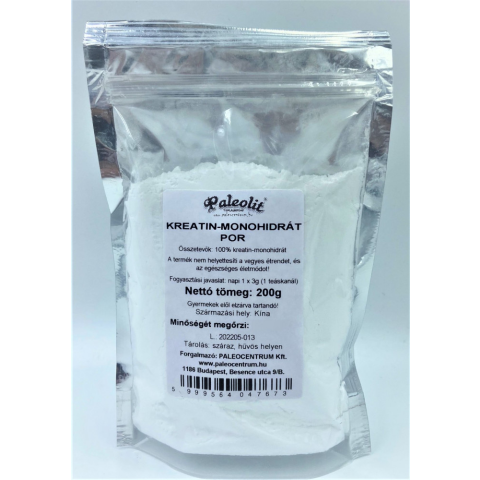 Paleolit
KREATIN-MONOHIDRÁT
POR
Összetevők: 100% kreatin-monohidrát
A termék nem helyettesíti a vegyes étrendet, és
az egészséges életmódot!
Fogyasztási javaslat: napi 1 x 3g (1 teáskanál)
Nettó tömeg: 200g
Gyermekek elől elzárva tartandó!
Származási hely: Kína
Minőségét megőrzi:
L. 202205-013
Tárolás: száraz, hűvös helyen
Forgalmazó: PALEOCENTRUM Kft.
www.paleocentrum.hu
1186 Budapest, Besence utca 9/B.
5 999564 047673